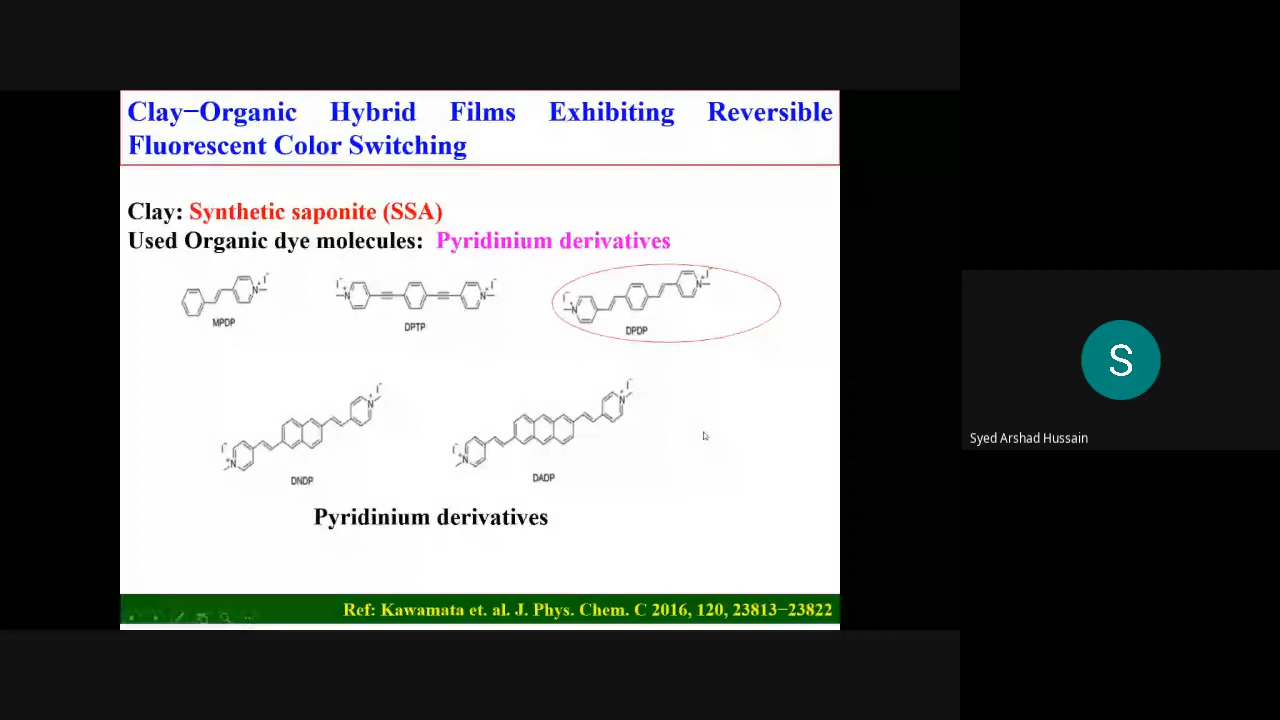 Clay−Organic Hybrid Films Exhibiting Reversible
Fluorescent Color Switching
Clay: Synthetic saponite (SSA)
Used Organic dye molecules: Pyridinium derivatives
I⁻
N⁺
MPDP
I⁻
N⁺
N⁺
I⁻
DPTP
I⁻
N⁺
N⁺
I⁻
DPDP
I⁻
N⁺
N⁺
I⁻
DNDP
I⁻
N⁺
N⁺
I⁻
DADP
Pyridinium derivatives
Ref: Kawamata et. al. J. Phys. Chem. C 2016, 120, 23813−23822
S
Syed Arshad Hussain